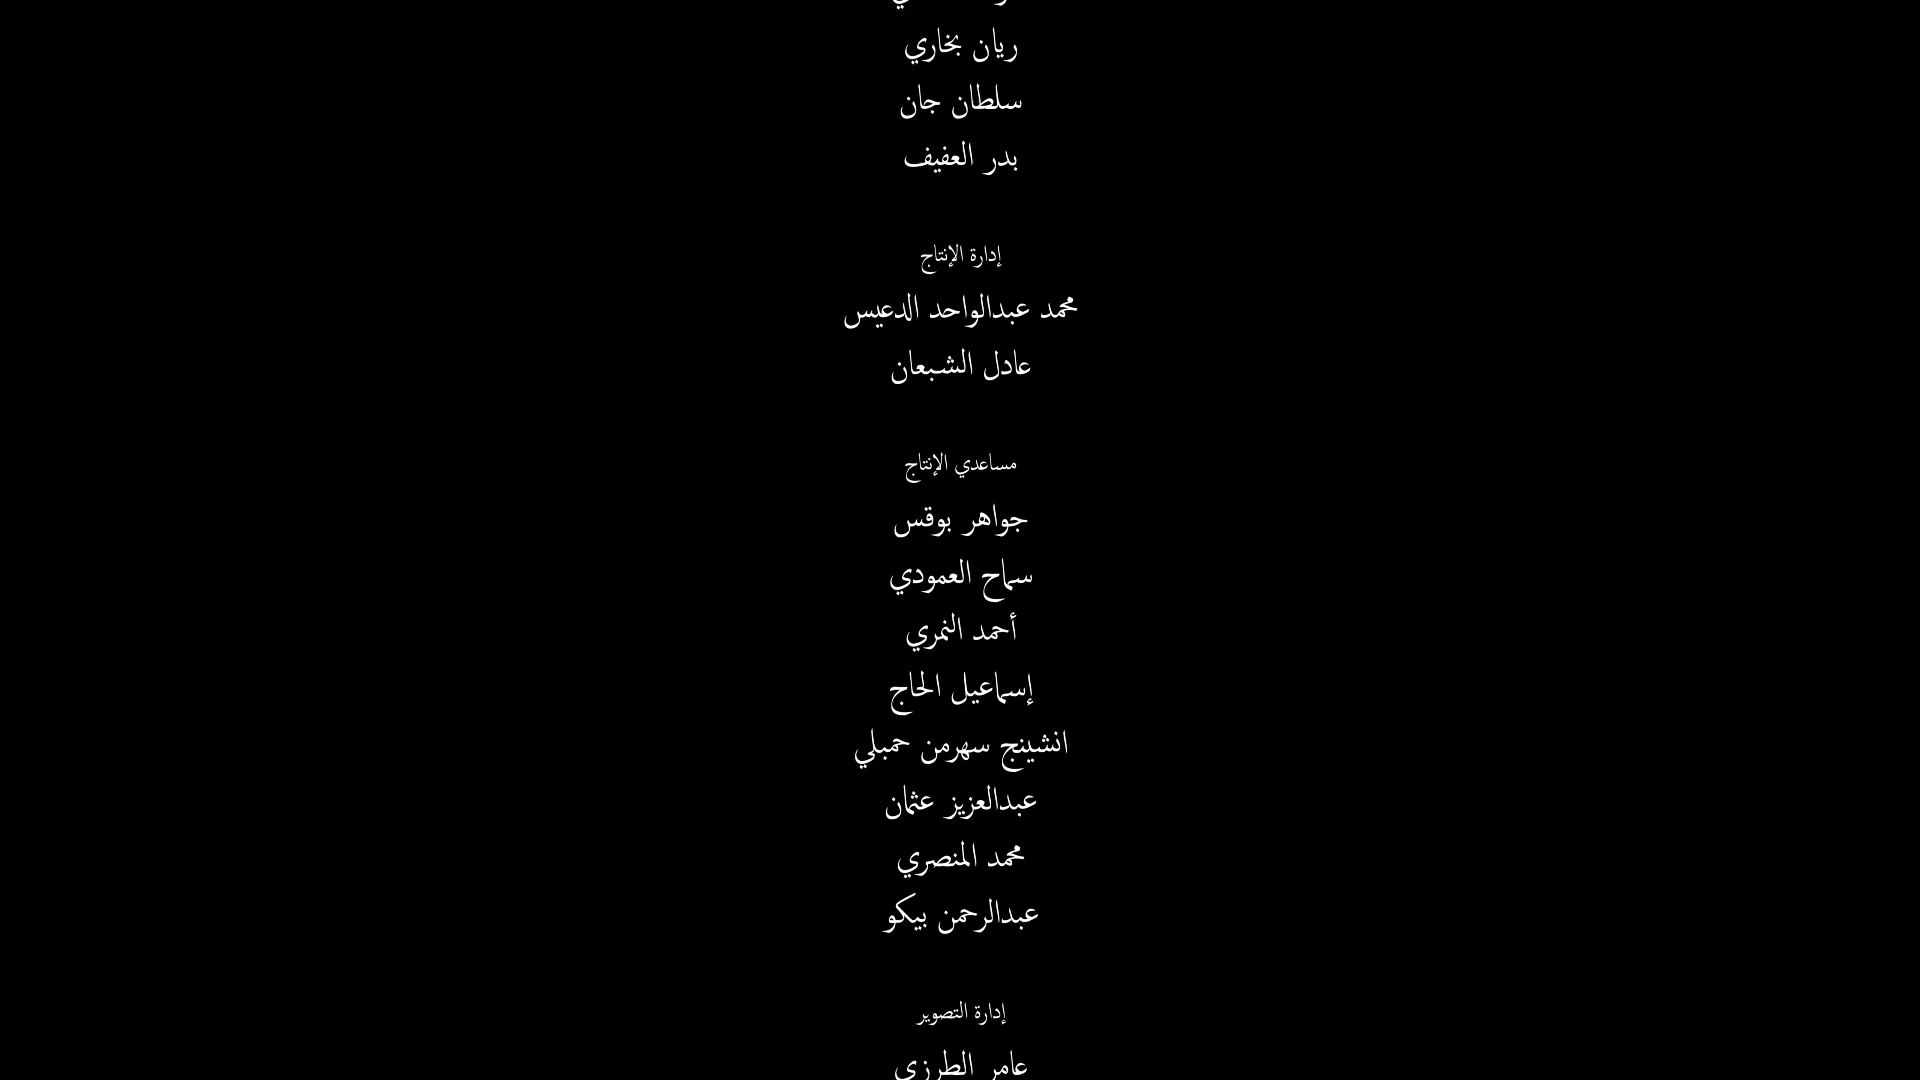 ريان بخاري
سلطان جان
بدر العفيف
إدارة الإنتاج
محمد عبدالواحد الدعيس
عادل الشبعان
مساعدي الإنتاج
جواهر بوقس
سماح العمودي
أحمد النمري
إسماعيل الحاج
انشينج سهرمن حمبلي
عبدالعزيز عثمان
محمد المنصري
عبدالرحمن بيكو
إدارة التصوير
عامر الطرزي